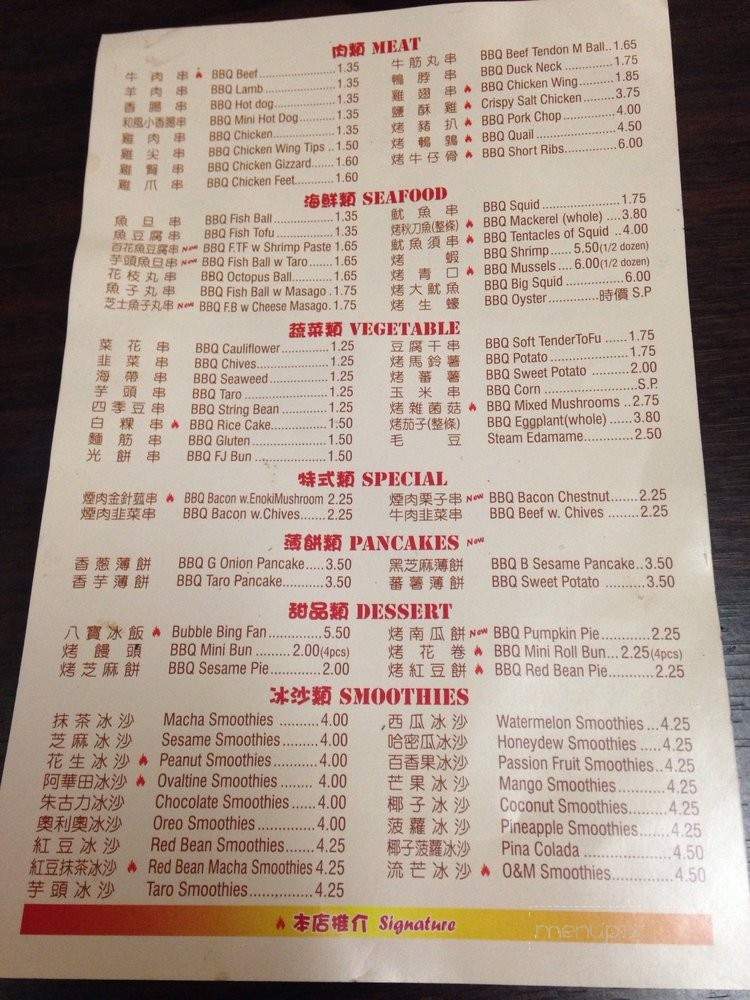 肉類 MEAT
牛肉串 BBQ Beef 1.35
羊肉串 BBQ Lamb 1.35
香腸串 BBQ Hot dog 1.35
和風小香腸串 BBQ Mini Hot Dog 1.35
雞肉串 BBQ Chicken 1.35
雞尖串 BBQ Chicken Wing Tips ..1.50
雞腎串 BBQ Chicken Gizzard 1.60
雞爪串 BBQ Chicken Feet 1.60
牛筋丸串 BBQ Beef Tendon M Ball..1.65
鴨脖串 BBQ Duck Neck 1.75
雞翅串 BBQ Chicken Wing 1.85
鹽酥雞 Crispy Salt Chicken 3.75
烤豬扒 BBQ Pork Chop 4.00
烤鵪鶉 BBQ Quail 4.50
烤牛仔骨 BBQ Short Ribs 6.00
海鮮類 SEAFOOD
魚旦串 BBQ Fish Ball 1.35
魚豆腐串 BBQ Fish Tofu 1.35
百花魚豆腐串 New BBQ F.TF w Shrimp Paste 1.65
芋頭魚旦串 New BBQ Fish Ball w Taro 1.65
花枝丸串 BBQ Octopus Ball 1.65
魚子丸串 BBQ Fish Ball w Masago .1.75
芝士魚子丸串 New BBQ F.B w Cheese Masago.1.75
魷魚串 BBQ Squid 1.75
烤秋刀魚(整條) BBQ Mackerel (whole) ....3.80
魷魚須串 BBQ Tentacles of Squid ..4.00
烤蝦 BBQ Shrimp 5.50(1/2 dozen)
烤青口 BBQ Mussels 6.00(1/2 dozen)
烤大魷魚 BBQ Big Squid 6.00
烤生蠔 BBQ Oyster 時價 S.P
蔬菜類 VEGETABLE
菜花串 BBQ Cauliflower 1.25
韭菜串 BBQ Chives 1.25
海帶串 BBQ Seaweed 1.25
芋頭串 BBQ Taro 1.25
四季豆串 BBQ String Bean 1.25
白粿串 BBQ Rice Cake 1:50
麵筋串 BBQ Gluten 1.50
光餅串 BBQ FJ Bun 1.50
豆腐干串 BBQ Soft TenderToFu 1.75
烤馬鈴薯 BBQ Potato 1.75
烤蕃薯 BBQ Sweet Potato 2.00
玉米串 BBQ Corn S.P.
烤雜菌菇 BBQ Mixed Mushrooms ..2.75
烤茄子(整條) BBQ Eggplant(whole) 3.80
毛豆 Steam Edamame 2.50
特式類 SPECIAL
煙肉金針菰串 BBQ Bacon w.EnokiMushroom 2.25
煙肉韭菜串 BBQ Bacon w.Chives 2.25
煙肉栗子串 New BBQ Bacon Chestnut 2.25
牛肉韭菜串 BBQ Beef w. Chives 2.25
薄餅類 PANCAKES New
香蔥薄餅 BBQ G Onion Pancake 3.50
香芋薄餅 BBQ Taro Pancake 3.50
黑芝麻薄餅 BBQ B Sesame Pancake..3.50
蕃薯薄餅 BBQ Sweet Potato 3.50
甜品類 DESSERT
八寶冰飯 Bubble Bing Fan 5.50
烤饅頭 BBQ Mini Bun 2.00(4pcs)
烤芝麻餅 BBQ Sesame Pie 2.00
烤南瓜餅 New BBQ Pumpkin Pie 2.25
烤花卷 BBQ Mini Roll Bun 2.25(4pcs)
烤紅豆餅 BBQ Red Bean Pie 2.25
冰沙類 SMOOTHIES
抹茶冰沙 Macha Smoothies 4.00
芝麻冰沙 Sesame Smoothies 4.00
花生冰沙 Peanut Smoothies 4.00
阿華田冰沙 Ovaltine Smoothies 4.00
朱古力冰沙 Chocolate Smoothies 4.00
奧利奧冰沙 Oreo Smoothies 4.00
紅豆冰沙 Red Bean Smoothies 4.25
紅豆抹茶冰沙 Red Bean Macha Smoothies 4.25
芋頭冰沙 Taro Smoothies 4.25
西瓜冰沙 Watermelon Smoothies 4.25
哈密瓜冰沙 Honeydew Smoothies 4.25
百香果冰沙 Passion Fruit Smoothies..4.25
芒果冰沙 Mango Smoothies 4.25
椰子冰沙 Coconut Smoothies 4.25
菠蘿冰沙 Pineapple Smoothies 4.25
椰子菠蘿冰沙 Pina Colada 4.50
流芒冰沙 O&M Smoothies 4.50
本店推介 Signature
menupix